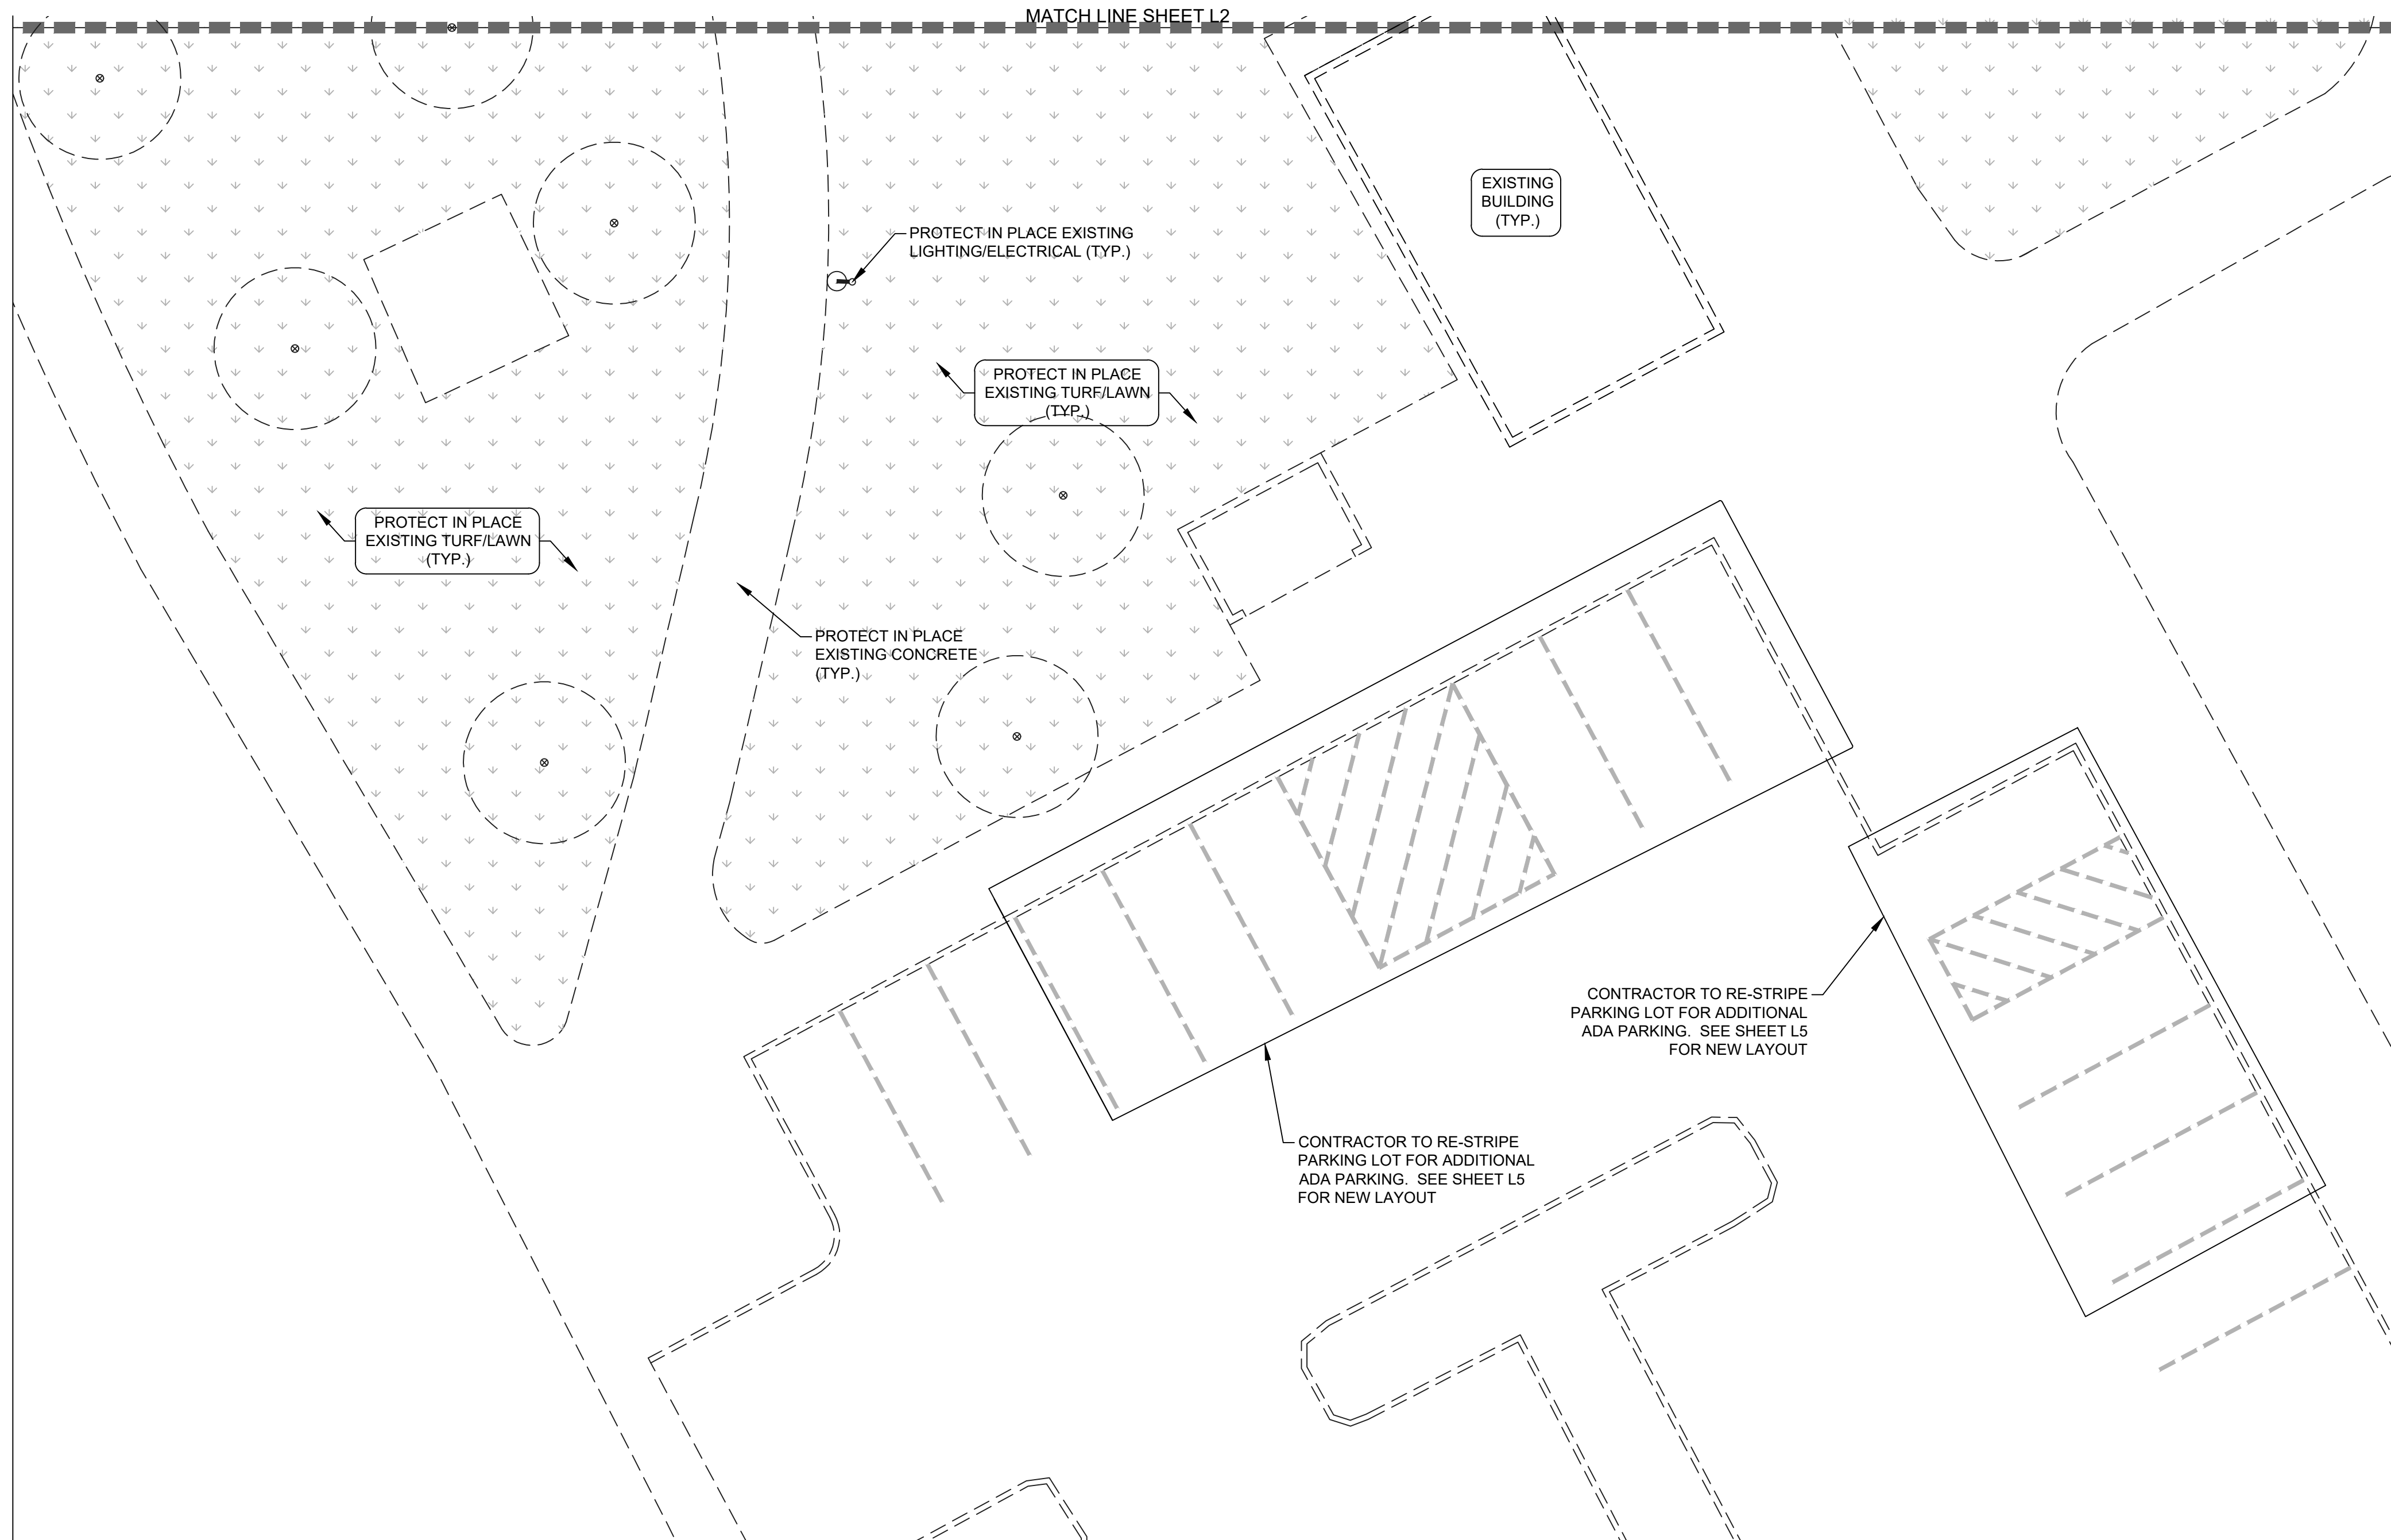 MATCH LINE SHEET L2
EXISTING
BUILDING
(TYP.)
PROTECT IN PLACE EXISTING
LIGHTING/ELECTRICAL (TYP.)
PROTECT IN PLACE
EXISTING TURF/LAWN
(TYP.)
PROTECT IN PLACE
EXISTING TURF/LAWN
(TYP.)
PROTECT IN PLACE
EXISTING CONCRETE
(TYP.)
CONTRACTOR TO RE-STRIPE
PARKING LOT FOR ADDITIONAL
ADA PARKING.  SEE SHEET L5
FOR NEW LAYOUT
CONTRACTOR TO RE-STRIPE
PARKING LOT FOR ADDITIONAL
ADA PARKING.  SEE SHEET L5
FOR NEW LAYOUT